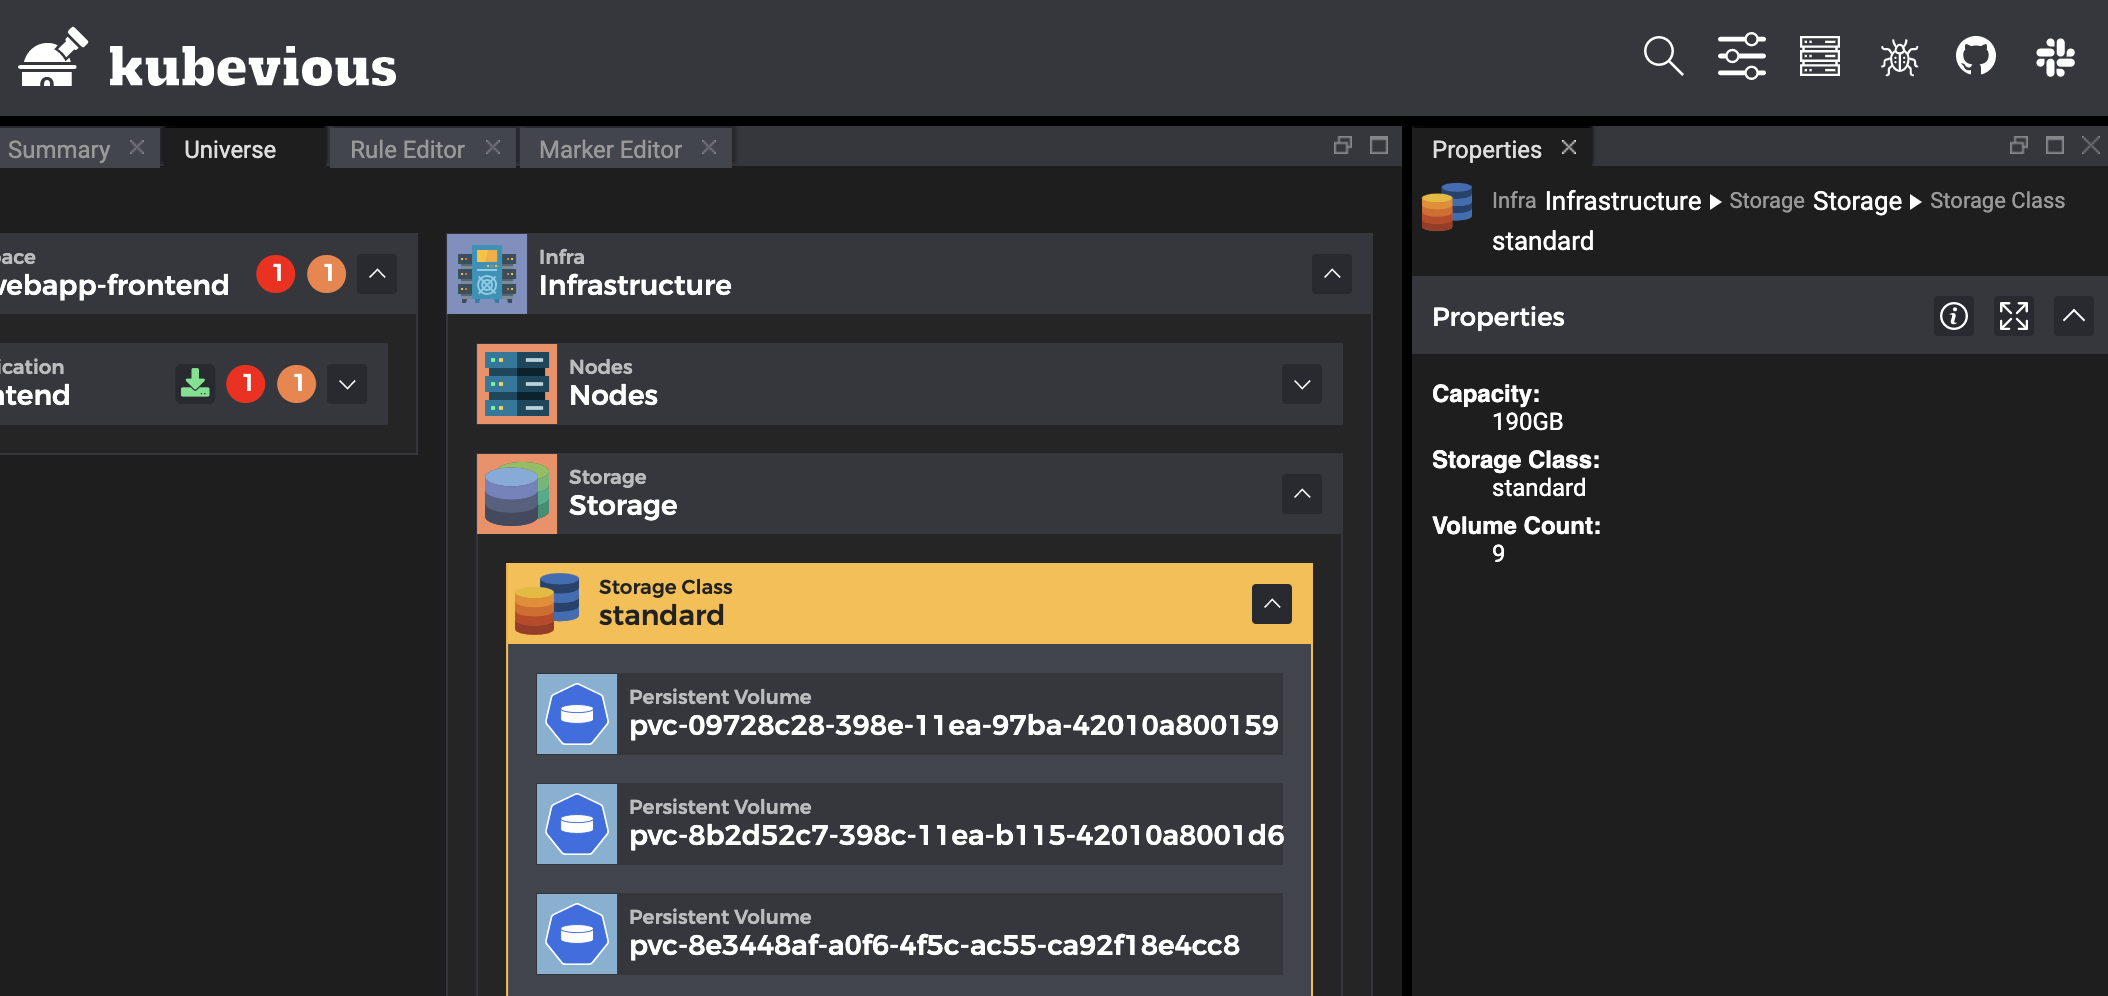 kubevious
Summary
Universe
Rule Editor
Marker Editor
Properties
Infra Infrastructure Storage Storage Storage Class
standard
ace
webapp-frontend
1
1
ication
ntend
1
1
Infra
Infrastructure
Nodes
Nodes
Storage
Storage
Storage Class
standard
Persistent Volume
pvc-09728c28-398e-11ea-97ba-42010a800159
Persistent Volume
pvc-8b2d52c7-398c-11ea-b115-42010a8001d6
Persistent Volume
pvc-8e3448af-a0f6-4f5c-ac55-ca92f18e4cc8
Properties
Capacity:
190GB
Storage Class:
standard
Volume Count:
9